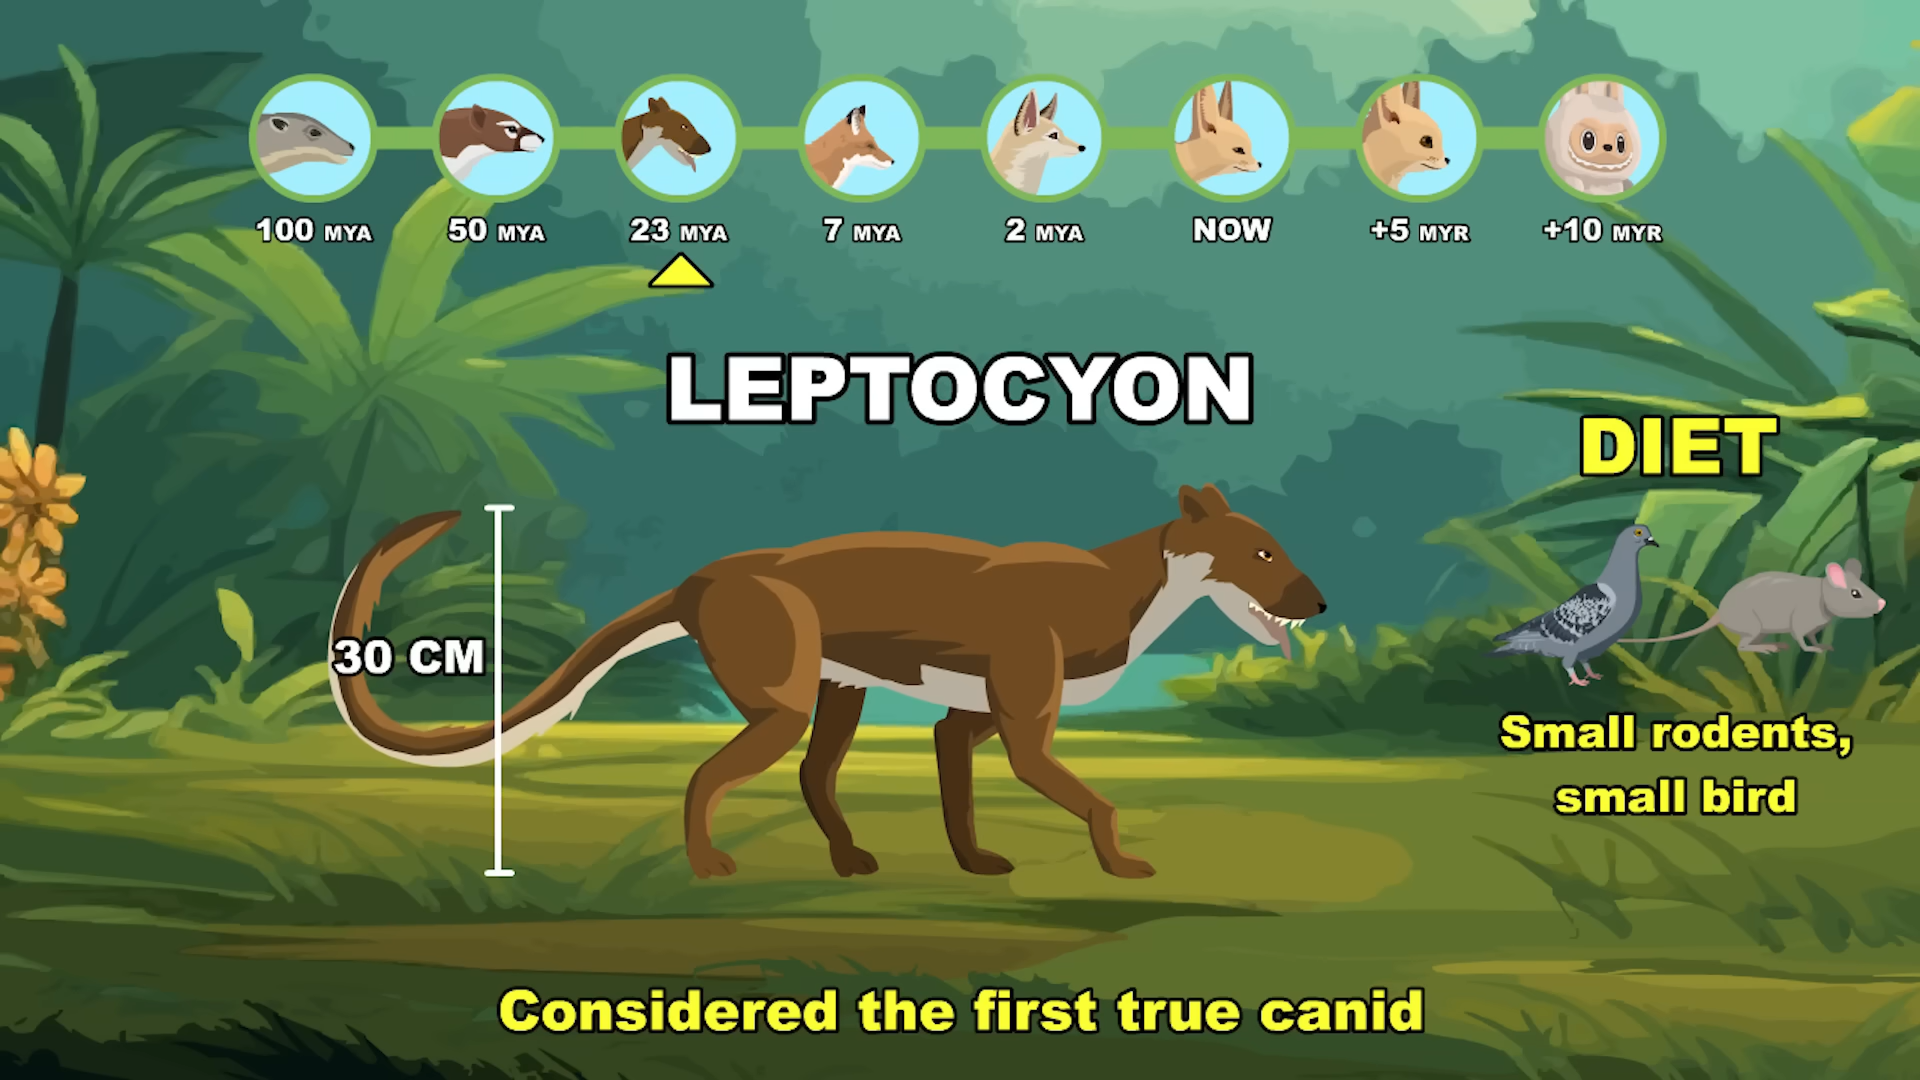 100 MYA
50 MYA
23 MYA
7 MYA
2 MYA
NOW
+5 MYR
+10 MYR
LEPTOCYON
DIET
30 CM
Small rodents,
small bird
Considered the first true canid